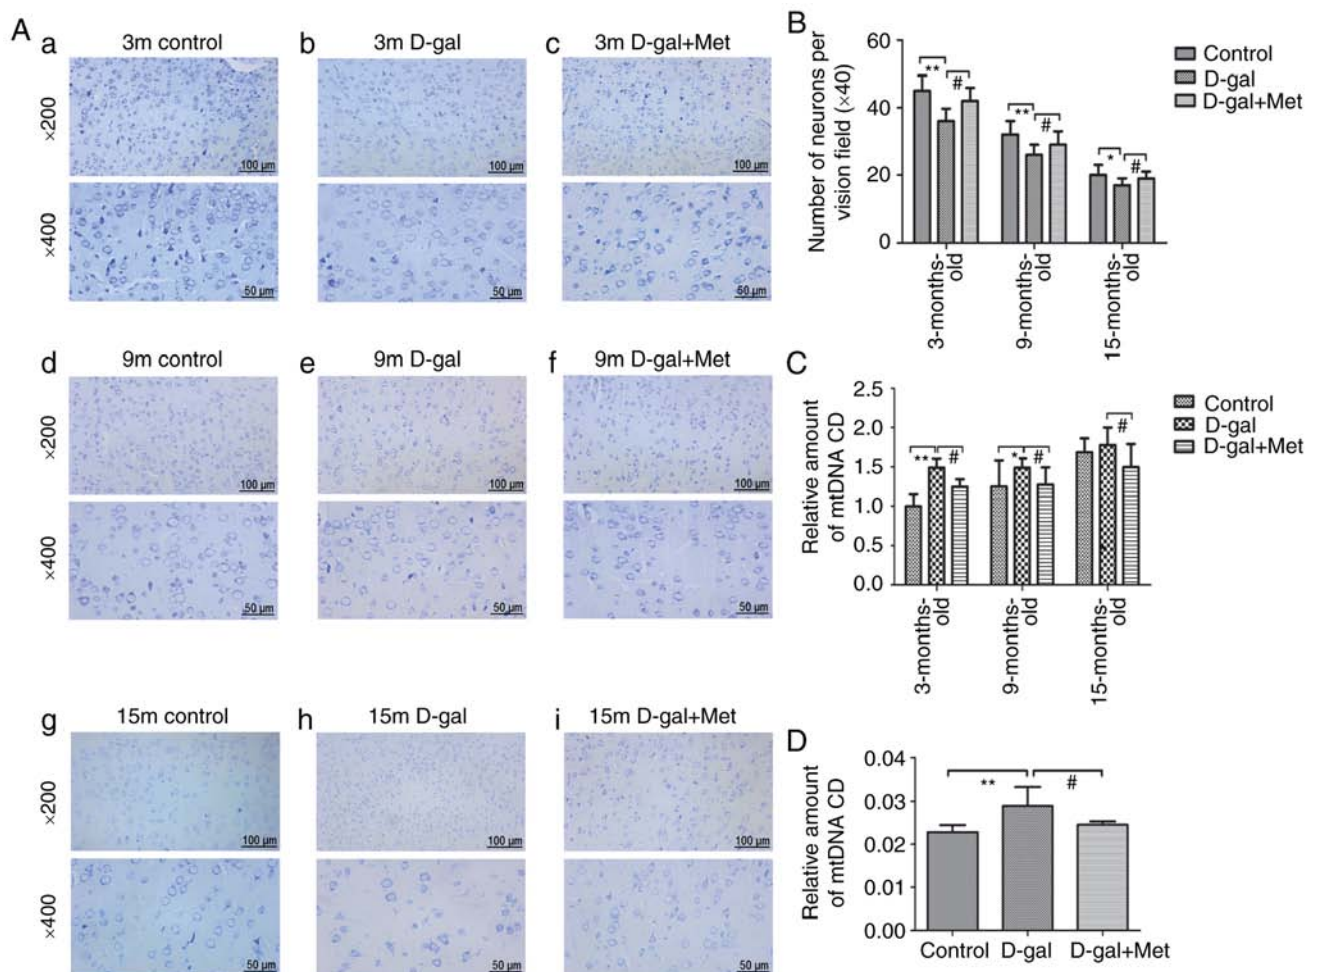 A
a 3m control
b 3m D-gal
c 3m D-gal+Met
×200
100 µm
100 µm
100 µm
×400
50 µm
50 µm
50 µm
d 9m control
e 9m D-gal
f 9m D-gal+Met
×200
100 µm
100 µm
100 µm
×400
50 µm
50 µm
50 µm
g 15m control
h 15m D-gal
i 15m D-gal+Met
×200
100 µm
100 µm
100 µm
×400
50 µm
50 µm
50 µm
B
Number of neurons per
vision field (×40)
60
40
20
0
** #
** #
* #
3-months-
old
9-months-
old
15-months-
old
Control
D-gal
D-gal+Met
C
Relative amount
of mtDNA CD
2.5
2.0
1.5
1.0
0.5
0.0
** #
* #
#
3-months-
old
9-months-
old
15-months-
old
Control
D-gal
D-gal+Met
D
Relative amount
of mtDNA CD
0.04
0.03
0.02
0.01
0.00
** #
Control D-gal D-gal+Met